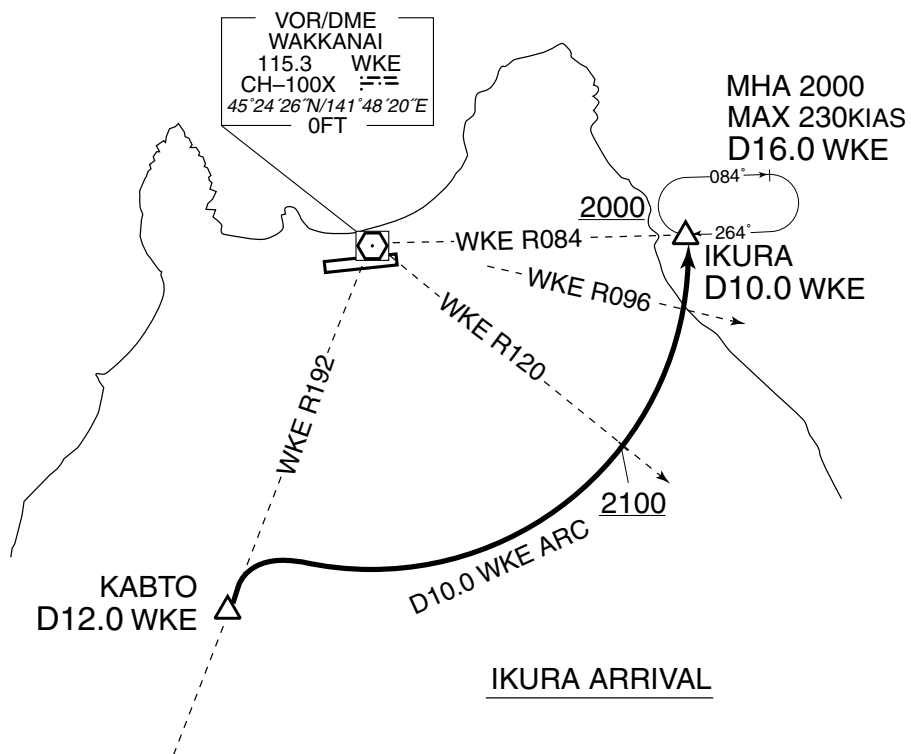 VOR/DME
WAKKANAI
115.3 WKE
CH–100X
45°24´26˝N/141°48´20˝E
0FT
MHA 2000
MAX 230KIAS
D16.0 WKE
084°
264°
2000
WKE R084
IKURA
D10.0 WKE
WKE R096
WKE R120
WKE R192
2100
D10.0 WKE ARC
KABTO
D12.0 WKE
IKURA ARRIVAL